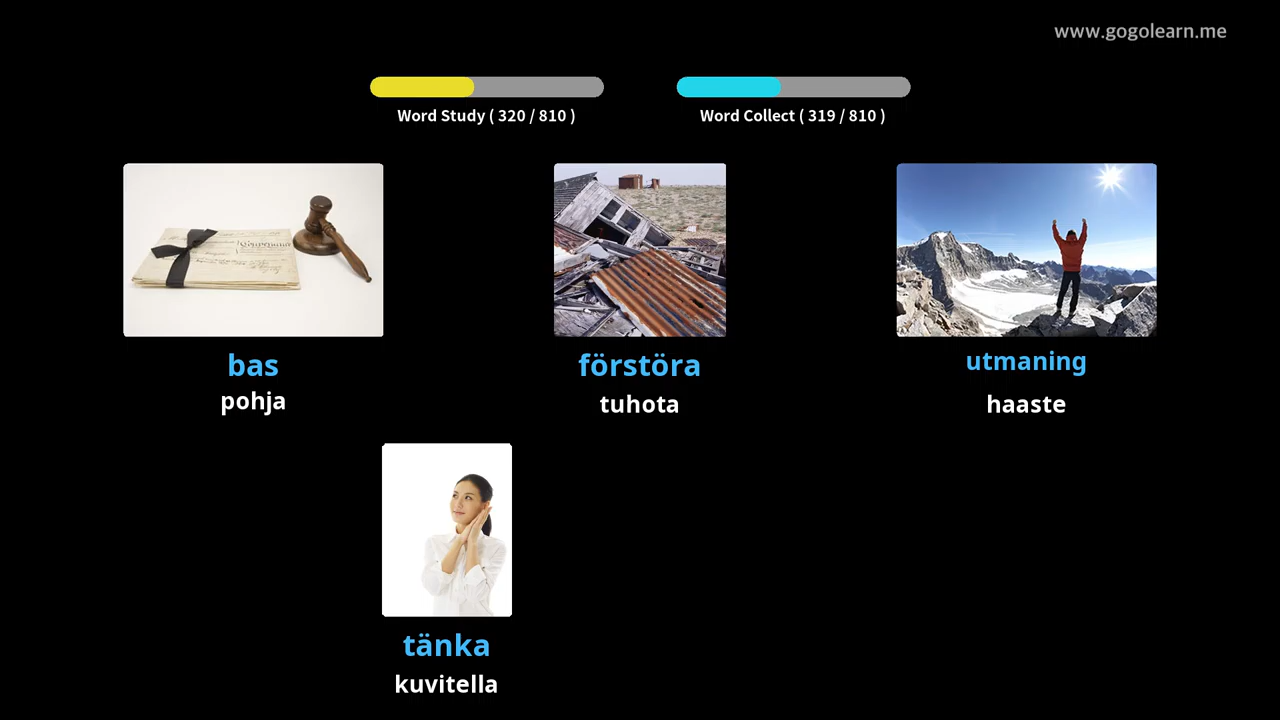 www.gogolearn.me
Word Study ( 320 / 810 )
Word Collect ( 319 / 810 )
bas
pohja
förstöra
tuhota
utmaning
haaste
tänka
kuvitella